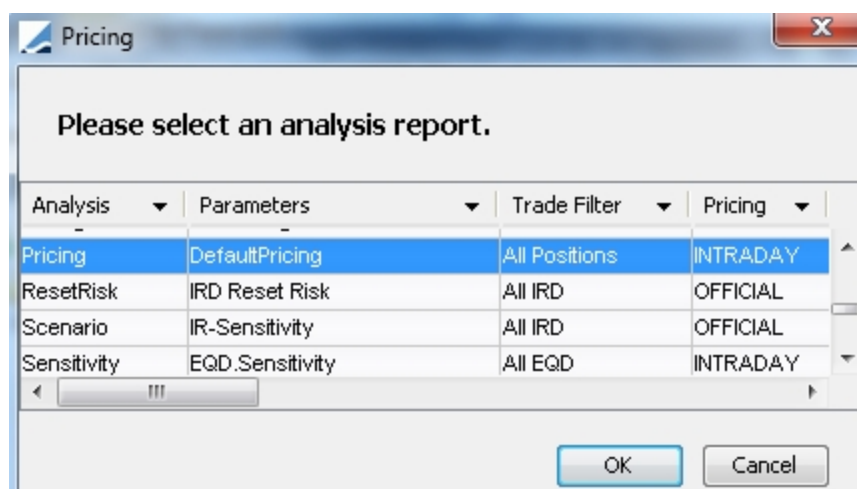 Pricing
Please select an analysis report.
Analysis Parameters Trade Filter Pricing
Pricing DefaultPricing All Positions INTRADAY
ResetRisk IRD Reset Risk All IRD OFFICIAL
Scenario IR-Sensitivity All IRD OFFICIAL
Sensitivity EQD.Sensitivity All EQD INTRADAY
OK Cancel